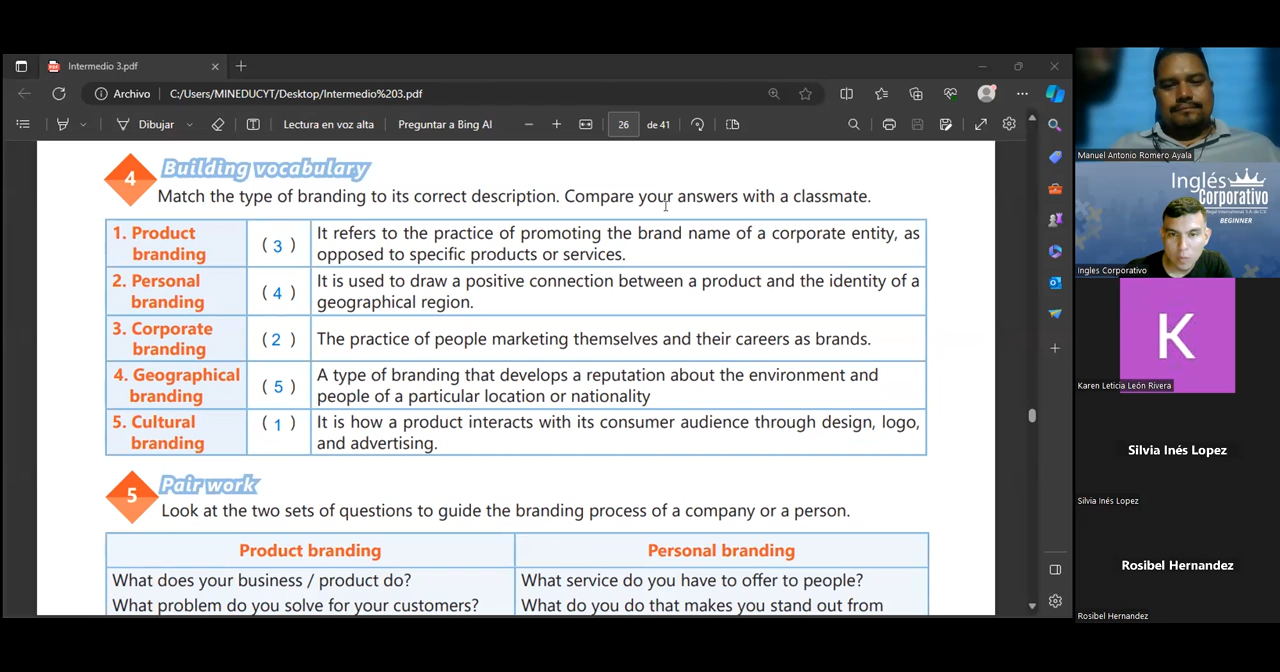 Intermedio 3.pdf
Archivo
C:/Users/MINEDUCYT/Desktop/Intermedio%203.pdf
Dibujar
Lectura en voz alta
Preguntar a Bing AI
26
de 41
4
Building vocabulary
Match the type of branding to its correct description. Compare your answers with a classmate.
1. Product
branding
( 3 )
It refers to the practice of promoting the brand name of a corporate entity, as
opposed to specific products or services.
2. Personal
branding
( 4 )
It is used to draw a positive connection between a product and the identity of a
geographical region.
3. Corporate
branding
( 2 )
The practice of people marketing themselves and their careers as brands.
4. Geographical
branding
( 5 )
A type of branding that develops a reputation about the environment and
people of a particular location or nationality
5. Cultural
branding
( 1 )
It is how a product interacts with its consumer audience through design, logo,
and advertising.
5
Pair work
Look at the two sets of questions to guide the branding process of a company or a person.
Product branding
Personal branding
What does your business / product do?
What service do you have to offer to people?
What problem do you solve for your customers?
What do you do that makes you stand out from
Manuel Antonio Romero Ayala
Inglés
Corporativo
BEGINNER
Ingles Corporativo
K
Karen Leticia León Rivera
Silvia Inés Lopez
Silvia Inés Lopez
Rosibel Hernandez
Rosibel Hernandez